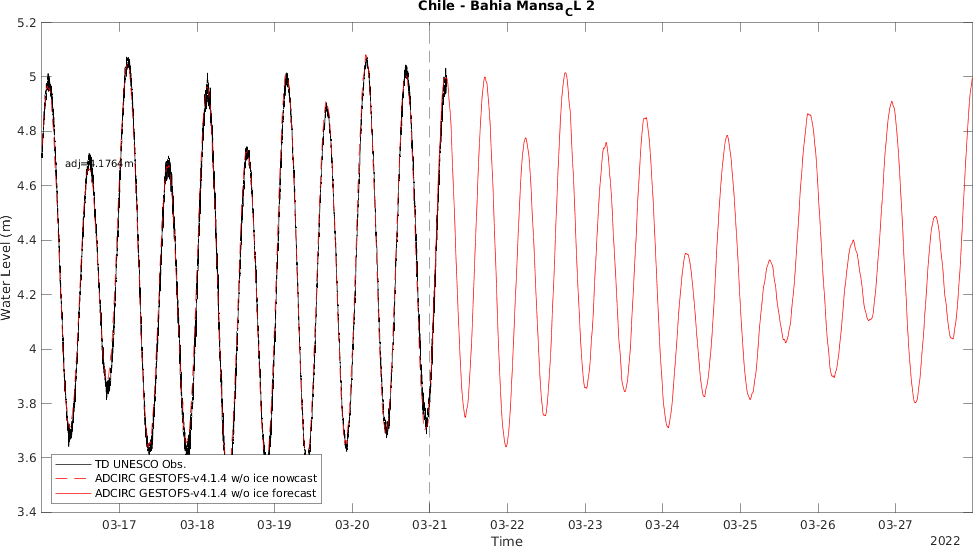 Chile - Bahia Mansa_CL 2
5.2
5
4.8
4.6
4.4
4.2
4
3.8
3.6
3.4
Water Level (m)
adj=4.1764m
TD UNESCO Obs.
ADCIRC GESTOFS-v4.1.4 w/o ice nowcast
ADCIRC GESTOFS-v4.1.4 w/o ice forecast
03-17 03-18 03-19 03-20 03-21 03-22 03-23 03-24 03-25 03-26 03-27
Time
2022